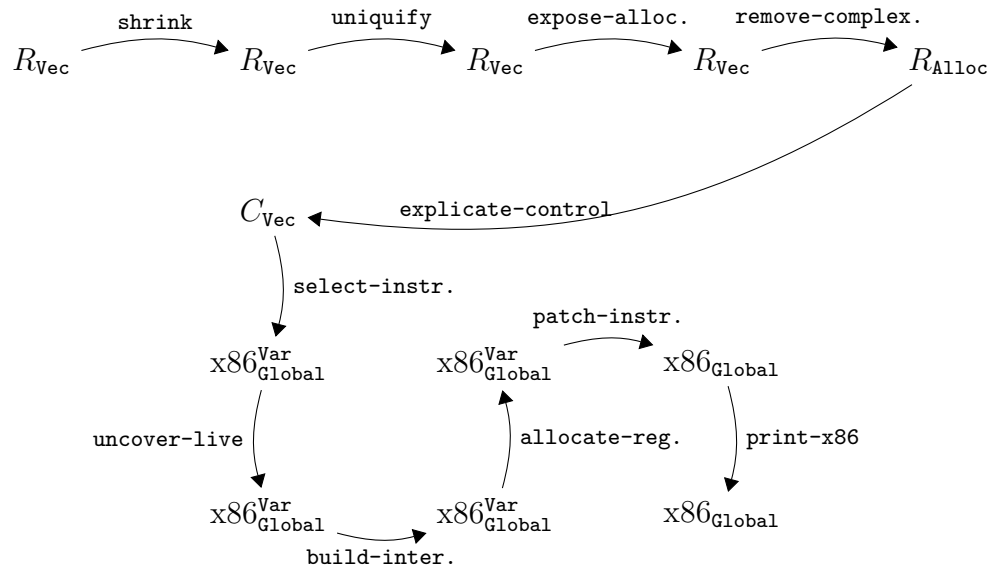 shrink uniquify expose-alloc. remove-complex.
R_Vec R_Vec R_Vec R_Vec R_Alloc
C_Vec explicate-control
select-instr.
patch-instr.
x86^Var_Global x86^Var_Global x86_Global
uncover-live allocate-reg. print-x86
x86^Var_Global x86^Var_Global x86_Global
build-inter.